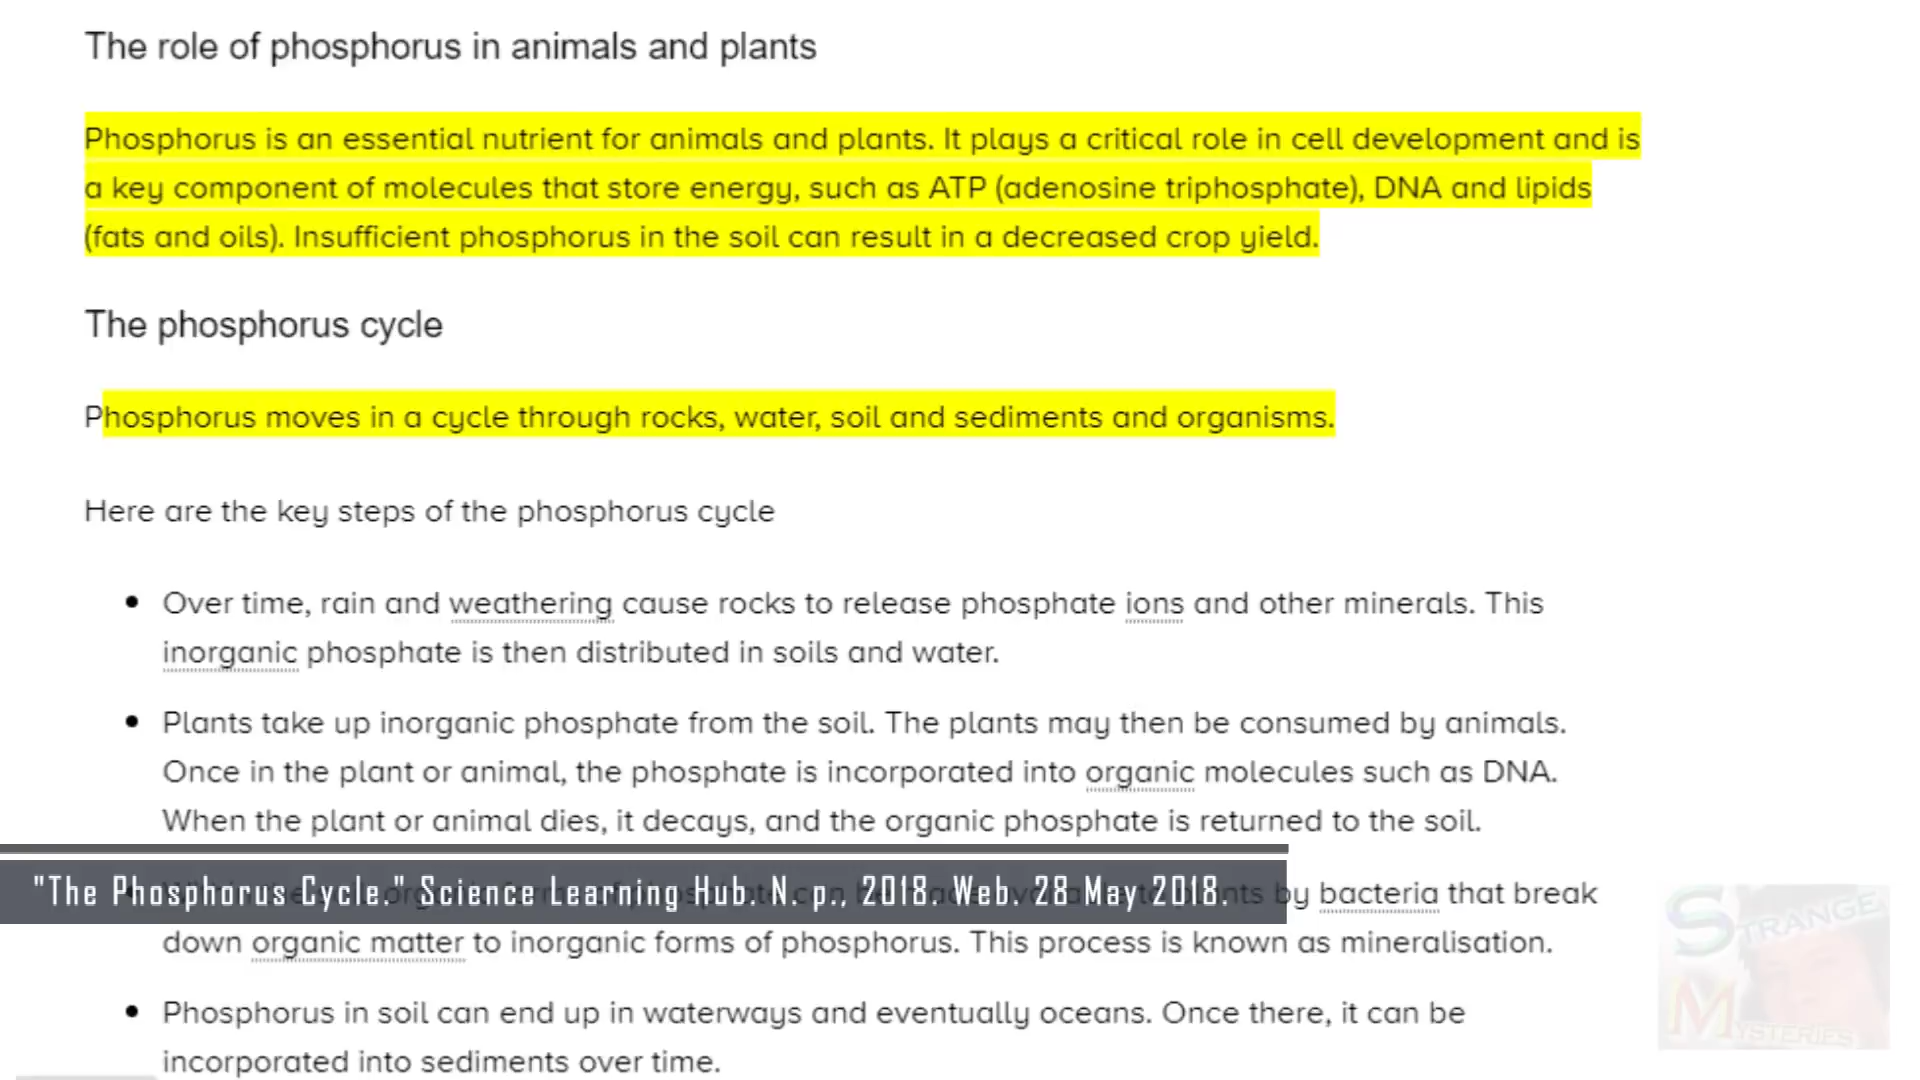 The role of phosphorus in animals and plants
Phosphorus is an essential nutrient for animals and plants. It plays a critical role in cell development and is
a key component of molecules that store energy, such as ATP (adenosine triphosphate), DNA and lipids
(fats and oils). Insufficient phosphorus in the soil can result in a decreased crop yield.
The phosphorus cycle
Phosphorus moves in a cycle through rocks, water, soil and sediments and organisms.
Here are the key steps of the phosphorus cycle
Over time, rain and weathering cause rocks to release phosphate ions and other minerals. This
inorganic phosphate is then distributed in soils and water.
Plants take up inorganic phosphate from the soil. The plants may then be consumed by animals.
Once in the plant or animal, the phosphate is incorporated into organic molecules such as DNA.
When the plant or animal dies, it decays, and the organic phosphate is returned to the soil.
"The Phosphorus Cycle." Science Learning Hub. N. p., 2018. Web. 28 May 2018.
by bacteria that break
down organic matter to inorganic forms of phosphorus. This process is known as mineralisation.
Phosphorus in soil can end up in waterways and eventually oceans. Once there, it can be
incorporated into sediments over time.
STRANGE
MYSTERIES